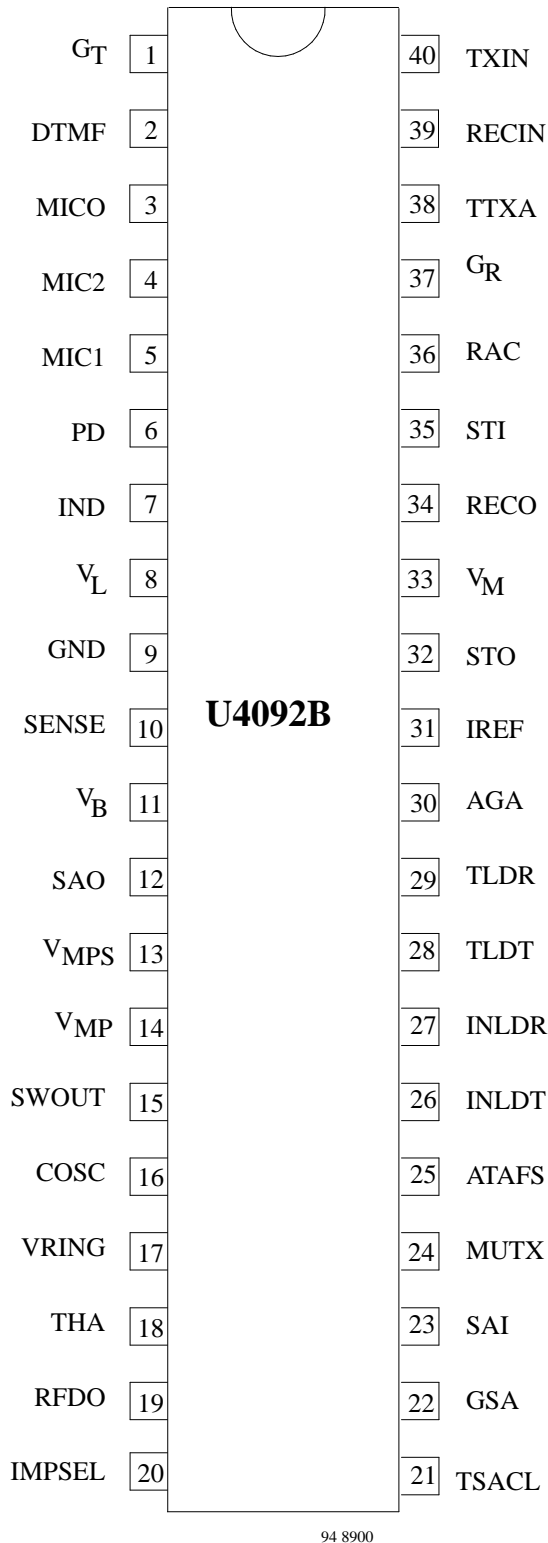 GT 1 40 TXIN
DTMF 2 39 RECIN
MICO 3 38 TTXA
MIC2 4 37 GR
MIC1 5 36 RAC
PD 6 35 STI
IND 7 34 RECO
VL 8 33 VM
GND 9 32 STO
U4092B
SENSE 10 31 IREF
VB 11 30 AGA
SAO 12 29 TLDR
VMPS 13 28 TLDT
VMP 14 27 INLDR
SWOUT 15 26 INLDT
COSC 16 25 ATAFS
VRING 17 24 MUTX
THA 18 23 SAI
RFDO 19 22 GSA
IMPSEL 20 21 TSACL
94 8900